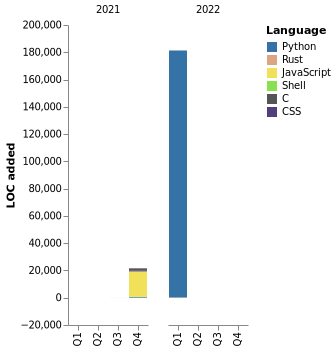 2021 2022
Language
Python
Rust
JavaScript
Shell
C
CSS
LOC added
200,000
180,000
160,000
140,000
120,000
100,000
80,000
60,000
40,000
20,000
0
−20,000
Q1 Q2 Q3 Q4 Q1 Q2 Q3 Q4